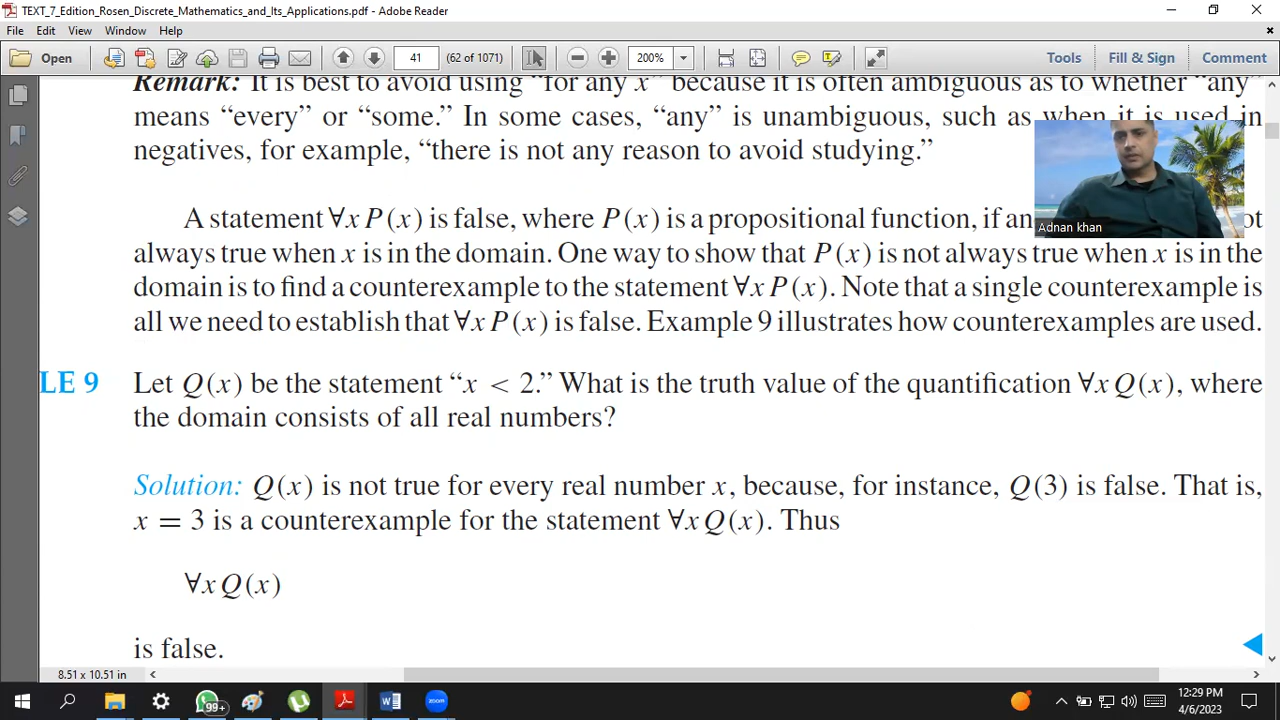 TEXT_7_Edition_Rosen_Discrete_Mathematics_and_Its_Applications.pdf - Adobe Reader
File Edit View Window Help
Open 41 (62 of 1071) 200% Tools Fill & Sign Comment
Remark: It is best to avoid using “for any x” because it is often ambiguous as to whether “any”
means “every” or “some.” In some cases, “any” is unambiguous, such as when it is used in
negatives, for example, “there is not any reason to avoid studying.”
A statement ∀x P(x) is false, where P(x) is a propositional function, if an ot
Adnan khan
always true when x is in the domain. One way to show that P(x) is not always true when x is in the
domain is to find a counterexample to the statement ∀x P(x). Note that a single counterexample is
all we need to establish that ∀x P(x) is false. Example 9 illustrates how counterexamples are used.
LE 9 Let Q(x) be the statement “x < 2.” What is the truth value of the quantification ∀x Q(x), where
the domain consists of all real numbers?
Solution: Q(x) is not true for every real number x, because, for instance, Q(3) is false. That is,
x = 3 is a counterexample for the statement ∀x Q(x). Thus
∀x Q(x)
is false.
8.51 x 10.51 in
99+
zoom
12:29 PM
4/6/2023